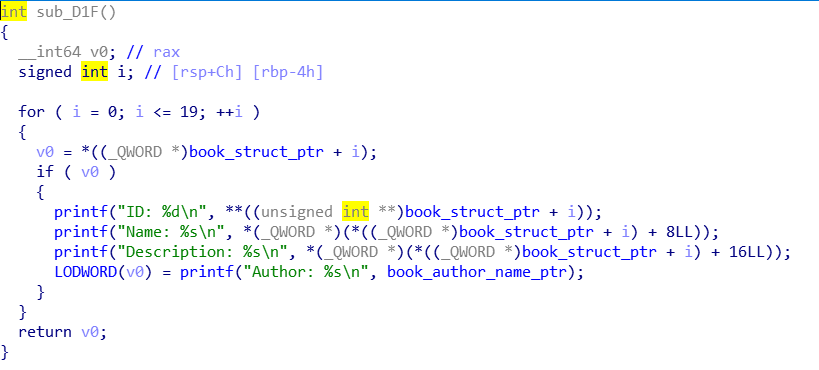 int sub_D1F()
{
  __int64 v0; // rax
  signed int i; // [rsp+Ch] [rbp-4h]

  for ( i = 0; i <= 19; ++i )
  {
    v0 = *((_QWORD *)book_struct_ptr + i);
    if ( v0 )
    {
      printf("ID: %d\n", **((unsigned int **)book_struct_ptr + i));
      printf("Name: %s\n", *(_QWORD *)(*((_QWORD *)book_struct_ptr + i) + 8LL));
      printf("Description: %s\n", *(_QWORD *)(*((_QWORD *)book_struct_ptr + i) + 16LL));
      LODWORD(v0) = printf("Author: %s\n", book_author_name_ptr);
    }
  }
  return v0;
}